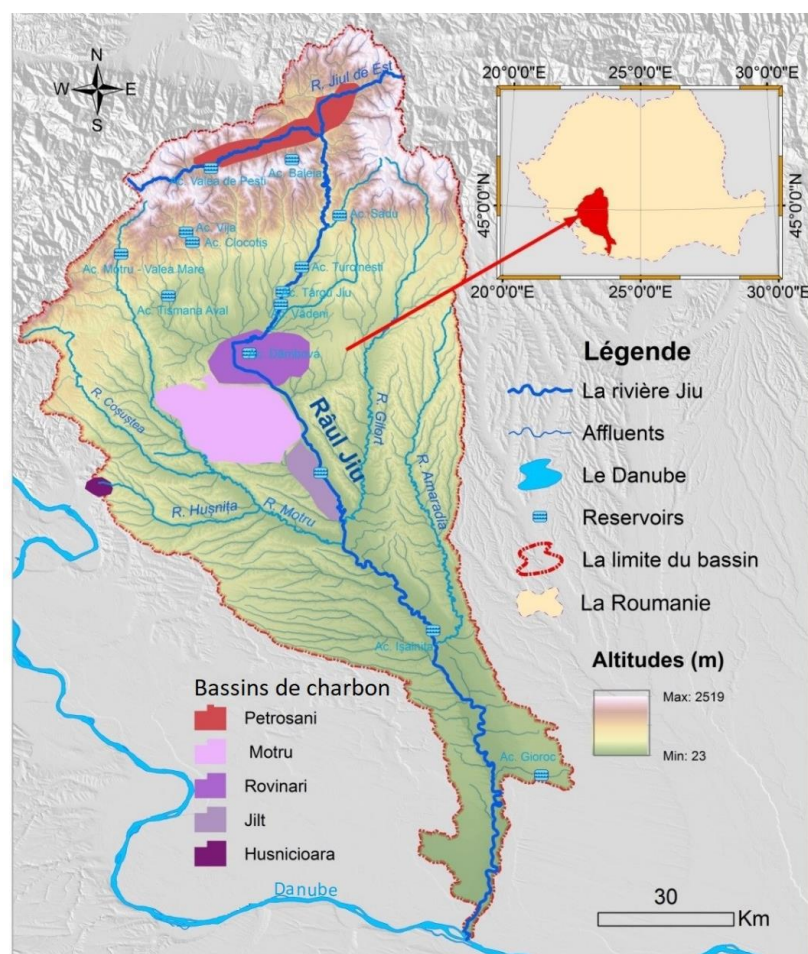 N
W E
S
R. Jiul de Est
Ac. Valea de Pești
Ac. Baleia
Ac. Sadu
Ac. Vija
Ac. Clocotiș
Ac. Motru - Valea Mare
Ac. Turcinești
Ac. Tismana Aval
Ac. Târgu Jiu
Vădeni
R. Coșuștea
Râul Jiu
R. Gilort
R. Amaradia
R. Hușnița
R. Motru
Ac. Ișalnița
Ac. Gioroc
Danube
20°0'0"E 25°0'0"E 30°0'0"E
45°0'0"N 45°0'0"N
20°0'0"E 25°0'0"E 30°0'0"E
Légende
La rivière Jiu
Affluents
Le Danube
Reservoirs
La limite du bassin
La Roumanie
Altitudes (m)
Max: 2519
Min: 23
Bassins de charbon
Petrosani
Motru
Rovinari
Jilt
Husnicioara
30
Km